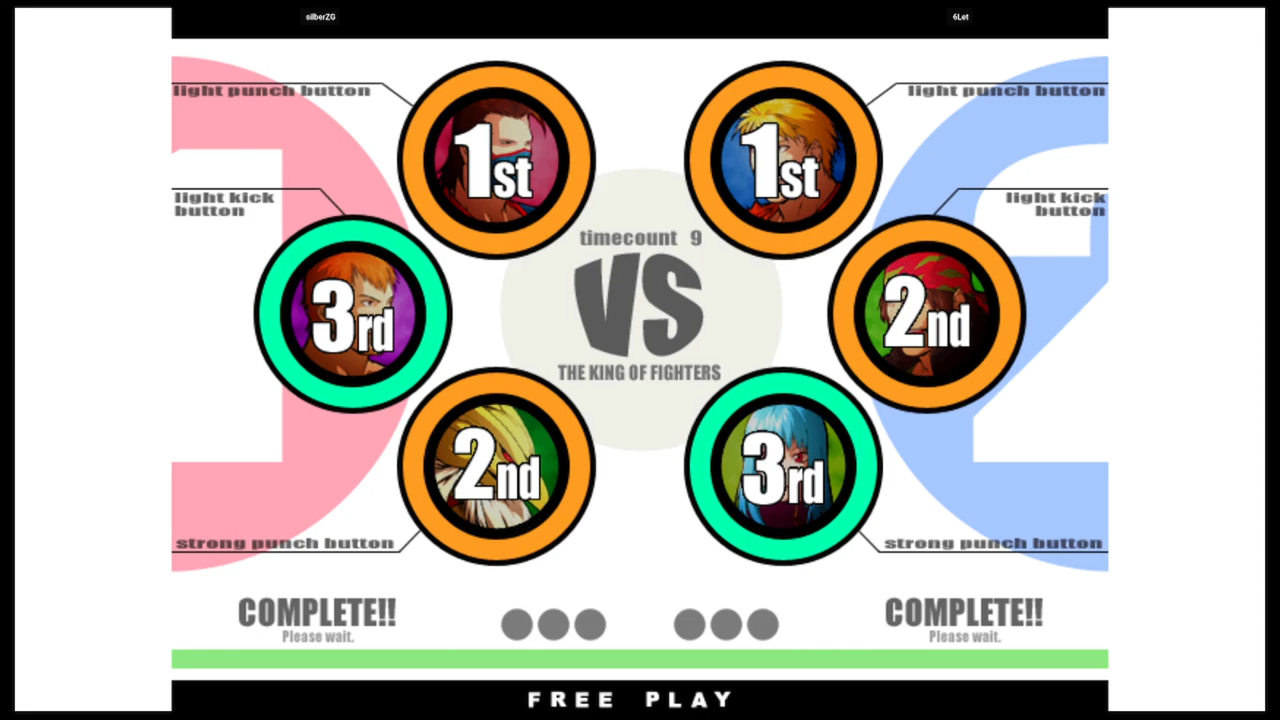 silberZG
6Let
light punch button
light punch button
1st
1st
light kick
button
light kick
button
timecount 9
VS
THE KING OF FIGHTERS
3rd
2nd
2nd
3rd
strong punch button
strong punch button
COMPLETE!!
Please wait.
COMPLETE!!
Please wait.
FREE PLAY